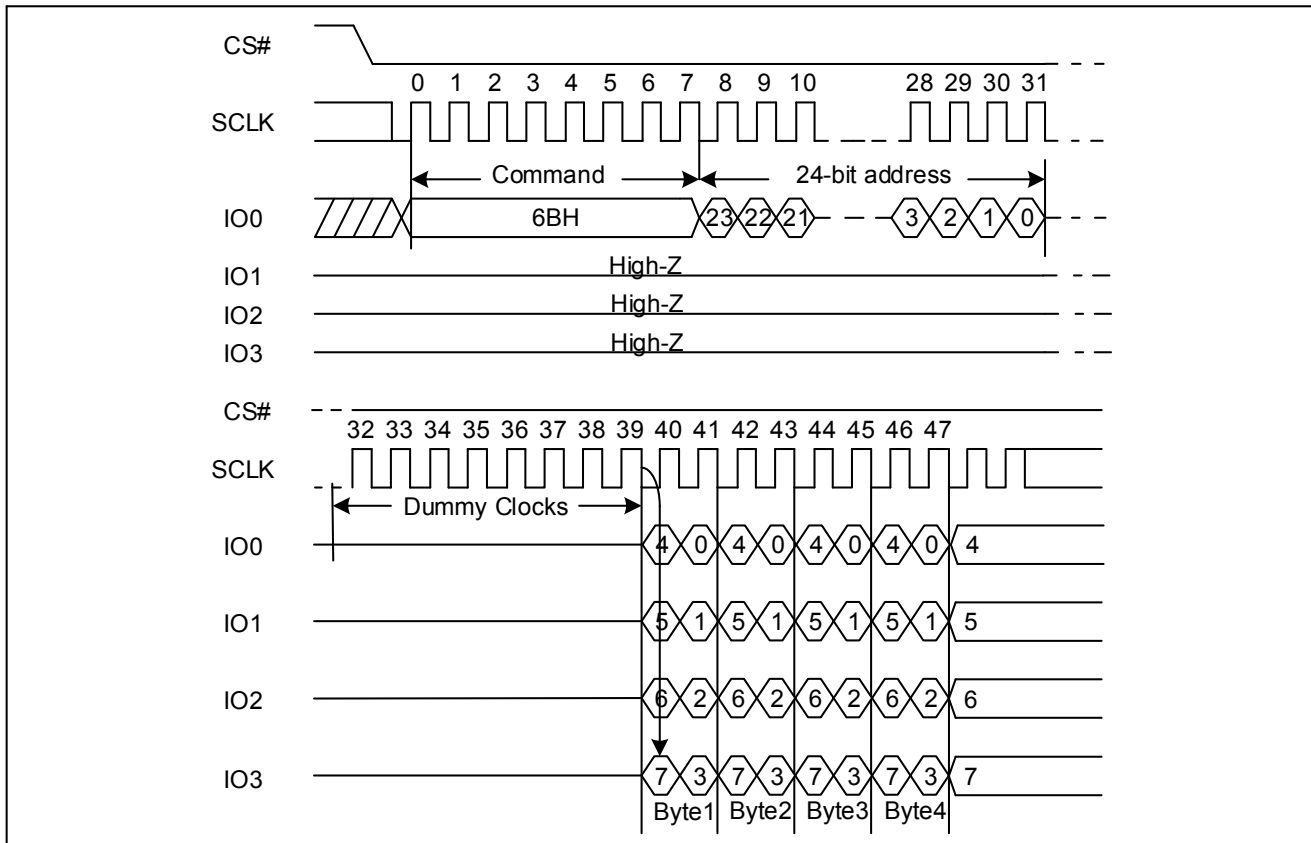 CS#
0 1 2 3 4 5 6 7 8 9 10 28 29 30 31
SCLK
Command 24-bit address
IO0 6BH 23 22 21 3 2 1 0
IO1 High-Z
IO2 High-Z
IO3 High-Z
CS#
32 33 34 35 36 37 38 39 40 41 42 43 44 45 46 47
SCLK
Dummy Clocks
IO0 4 0 4 0 4 0 4 0 4
IO1 5 1 5 1 5 1 5 1 5
IO2 6 2 6 2 6 2 6 2 6
IO3 7 3 7 3 7 3 7 3 7
Byte1 Byte2 Byte3 Byte4